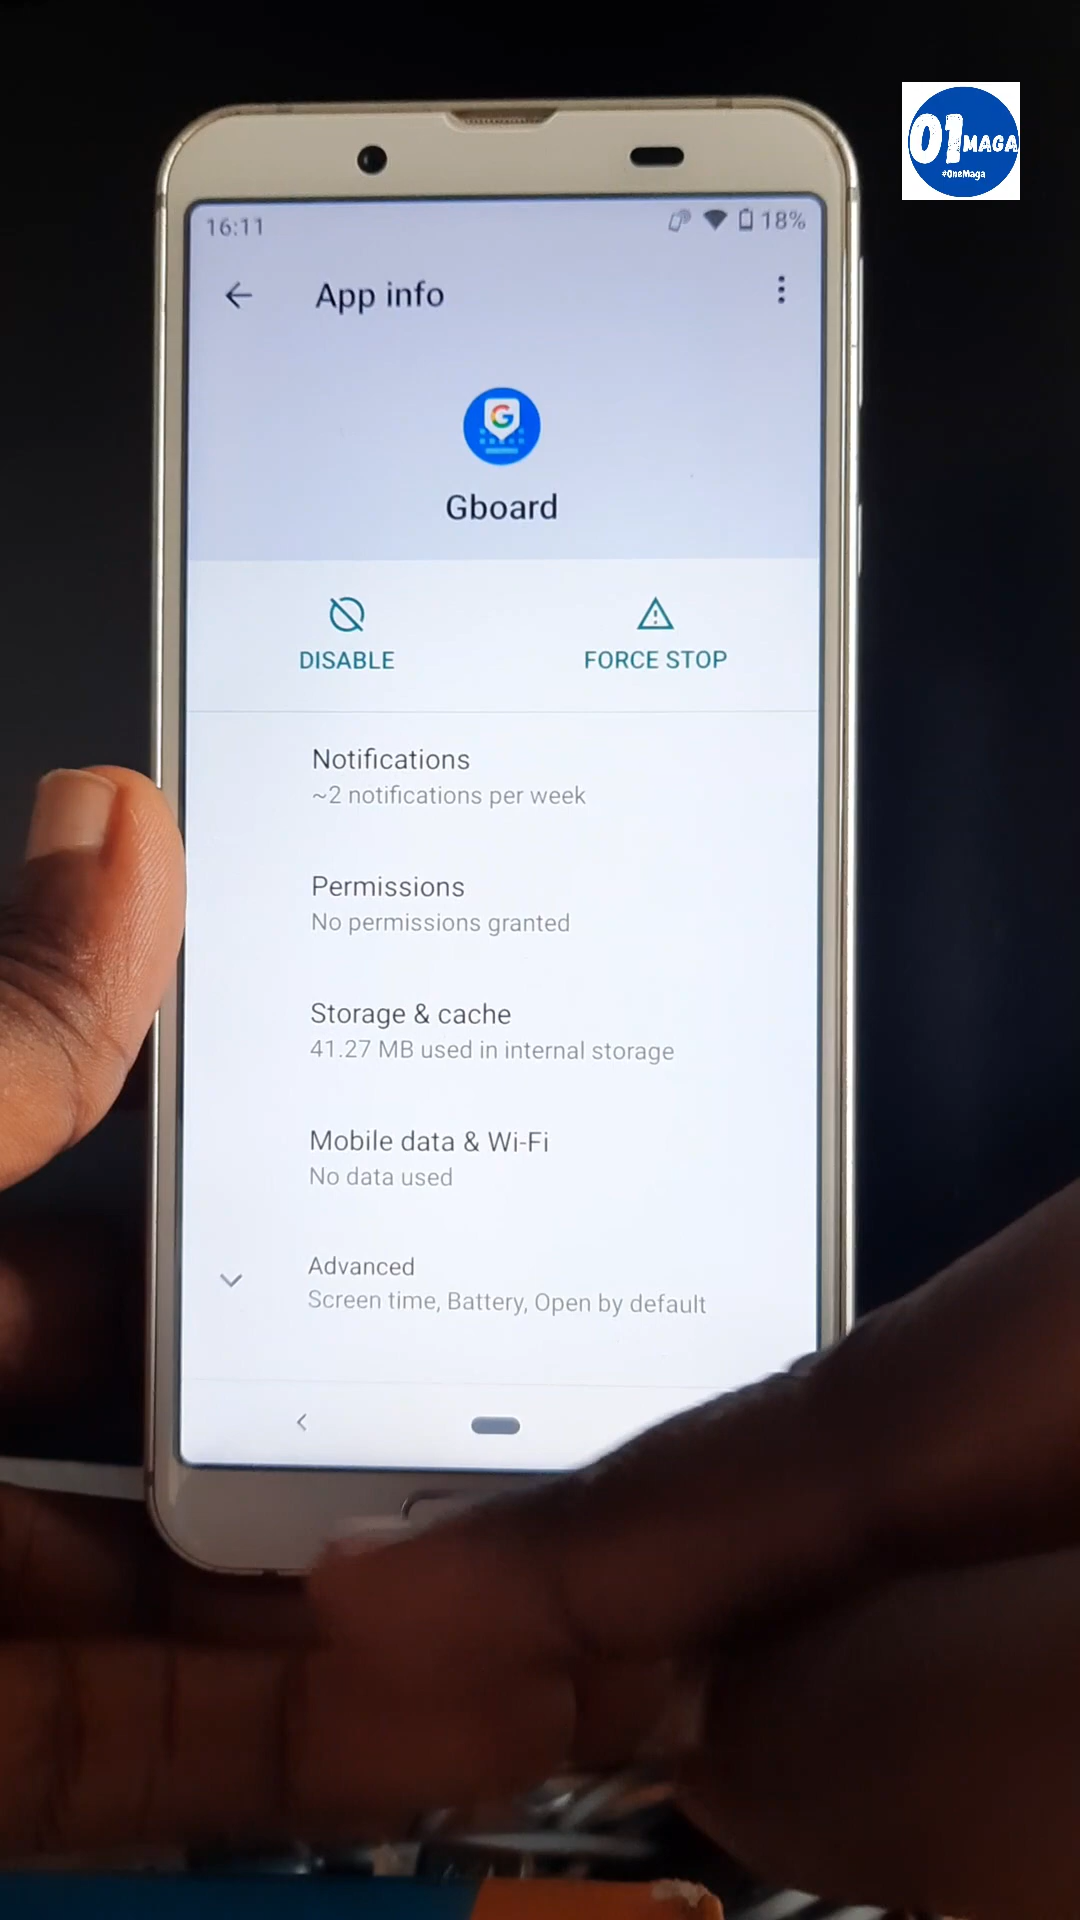 01 MAGA
#OneMaga
16:11
18%
App info
G
Gboard
DISABLE
FORCE STOP
Notifications
~2 notifications per week
Permissions
No permissions granted
Storage & cache
41.27 MB used in internal storage
Mobile data & Wi-Fi
No data used
Advanced
Screen time, Battery, Open by default